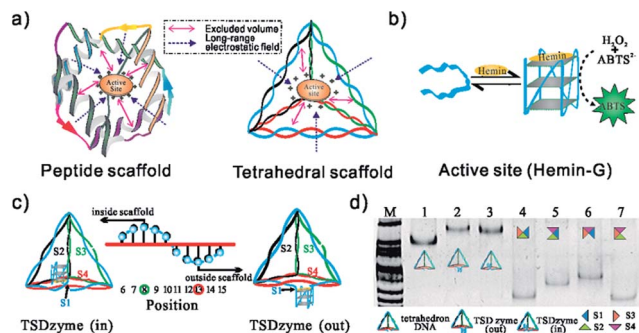 a)
Excluded volume
Long-range
electrostatic field
Active
Site
Active
site
Peptide scaffold
Tetrahedral scaffold
b)
H2O2
+
ABTS2-
Hemin
Hemin
ABTS
Active site (Hemin-G)
c)
inside scaffold
S2
S3
S4
S1
outside scaffold
6 7 8 9 10 11 12 13 14 15
Position
S2
S3
S4
S1
TSDzyme (in)
TSDzyme (out)
d)
M 1 2 3 4 5 6 7
tetrahedron
DNA
TSDzyme
(out)
TSDzyme
(in)
S1
S2
S3
S4